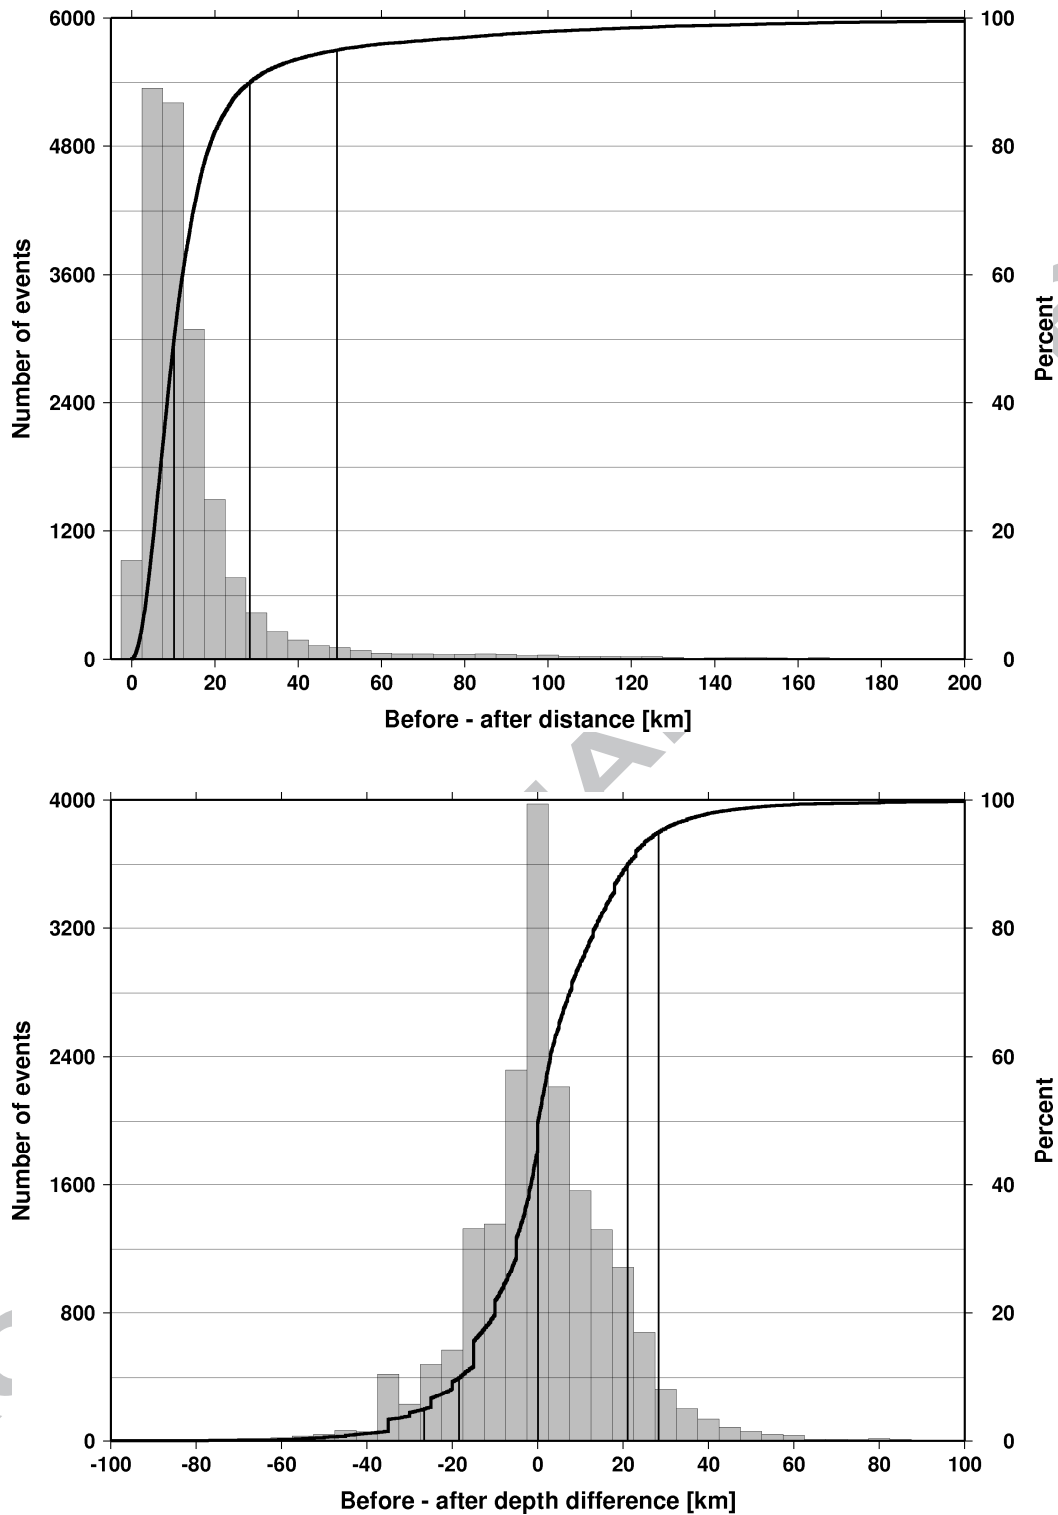 6000 100
4800 80
3600 60
2400 40
1200 20
0 0
Number of events
Percent
0 20 40 60 80 100 120 140 160 180 200
Before - after distance [km]
4000 100
3200 80
2400 60
1600 40
800 20
0 0
Number of events
Percent
-100 -80 -60 -40 -20 0 20 40 60 80 100
Before - after depth difference [km]